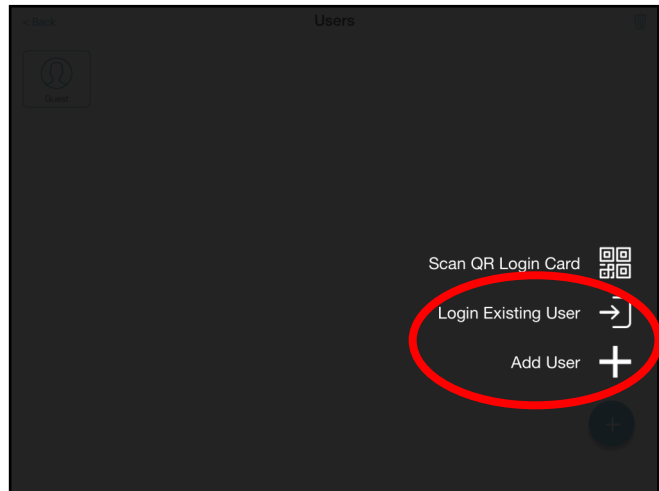 < Back
Users
Guest
Scan QR Login Card
Login Existing User
Add User